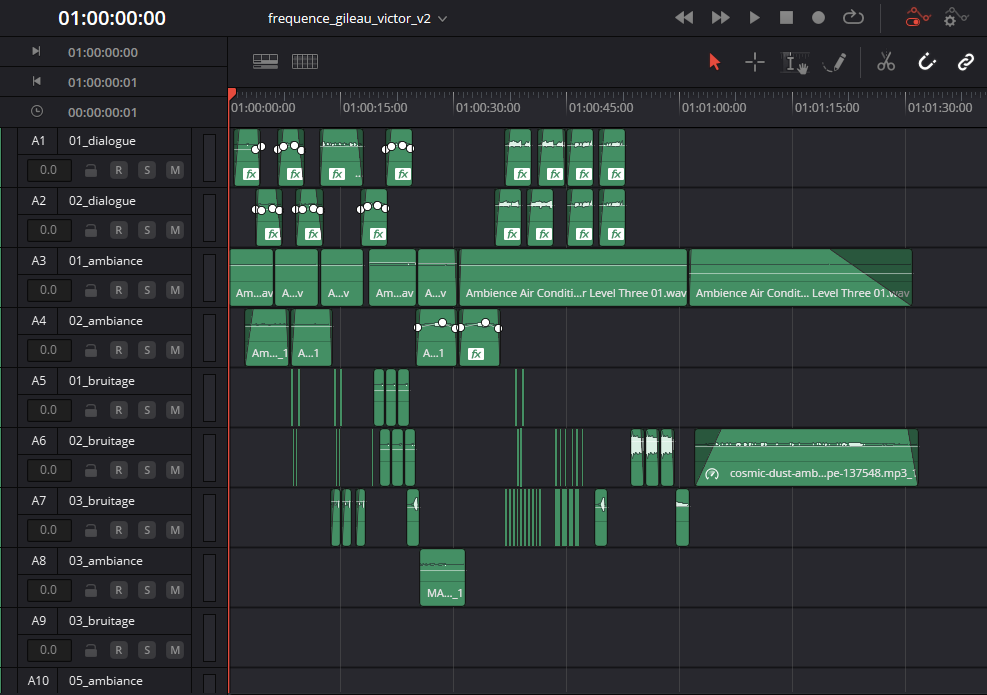 01:00:00:00
frequence_gileau_victor_v2
01:00:00:00
01:00:00:01
00:00:00:01
01:00:00:00 01:00:15:00 01:00:30:00 01:00:45:00 01:01:00:00 01:01:15:00 01:01:30:00
A1 01_dialogue
0.0 R S M
fx fx fx .. fx fx fx fx fx
A2 02_dialogue
0.0 R S M
fx fx fx fx fx fx fx
A3 01_ambiance
0.0 R S M
Am...av A...v A...v Am...av A...v Ambience Air Conditi...r Level Three 01.wav Ambience Air Condit... Level Three 01.wav
A4 02_ambiance
0.0 R S M
Am..._1 A...1 A...1 fx
A5 01_bruitage
0.0 R S M
A6 02_bruitage
0.0 R S M
cosmic-dust-amb...pe-137548.mp3_1
A7 03_bruitage
0.0 R S M
A8 03_ambiance
0.0 R S M
MA..._1
A9 03_bruitage
0.0 R S M
A10 05_ambiance